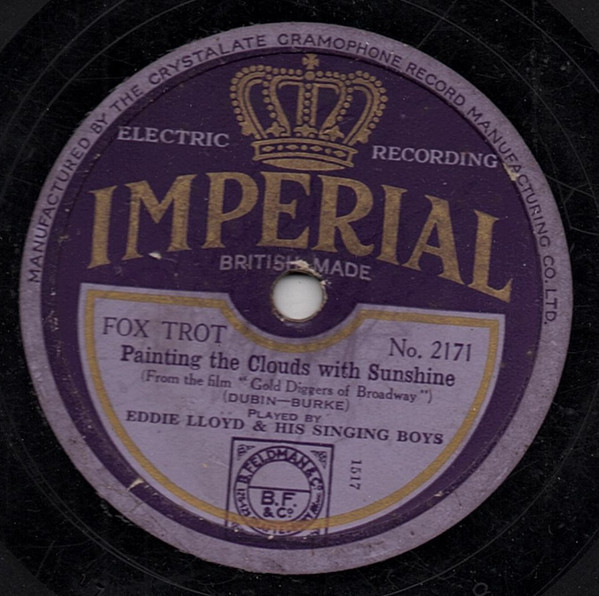 MANUFACTURED BY THE CRYSTALATE GRAMOPHONE RECORD MANUFACTURING CO. LTD.
ELECTRIC RECORDING
IMPERIAL
BRITISH MADE
FOX TROT
No. 2171
Painting the Clouds with Sunshine
(From the film "Gold Diggers of Broadway")
(DUBIN—BURKE)
PLAYED BY
EDDIE LLOYD & HIS SINGING BOYS
1517
B. FELDMAN & Co
B.F.
& Co.